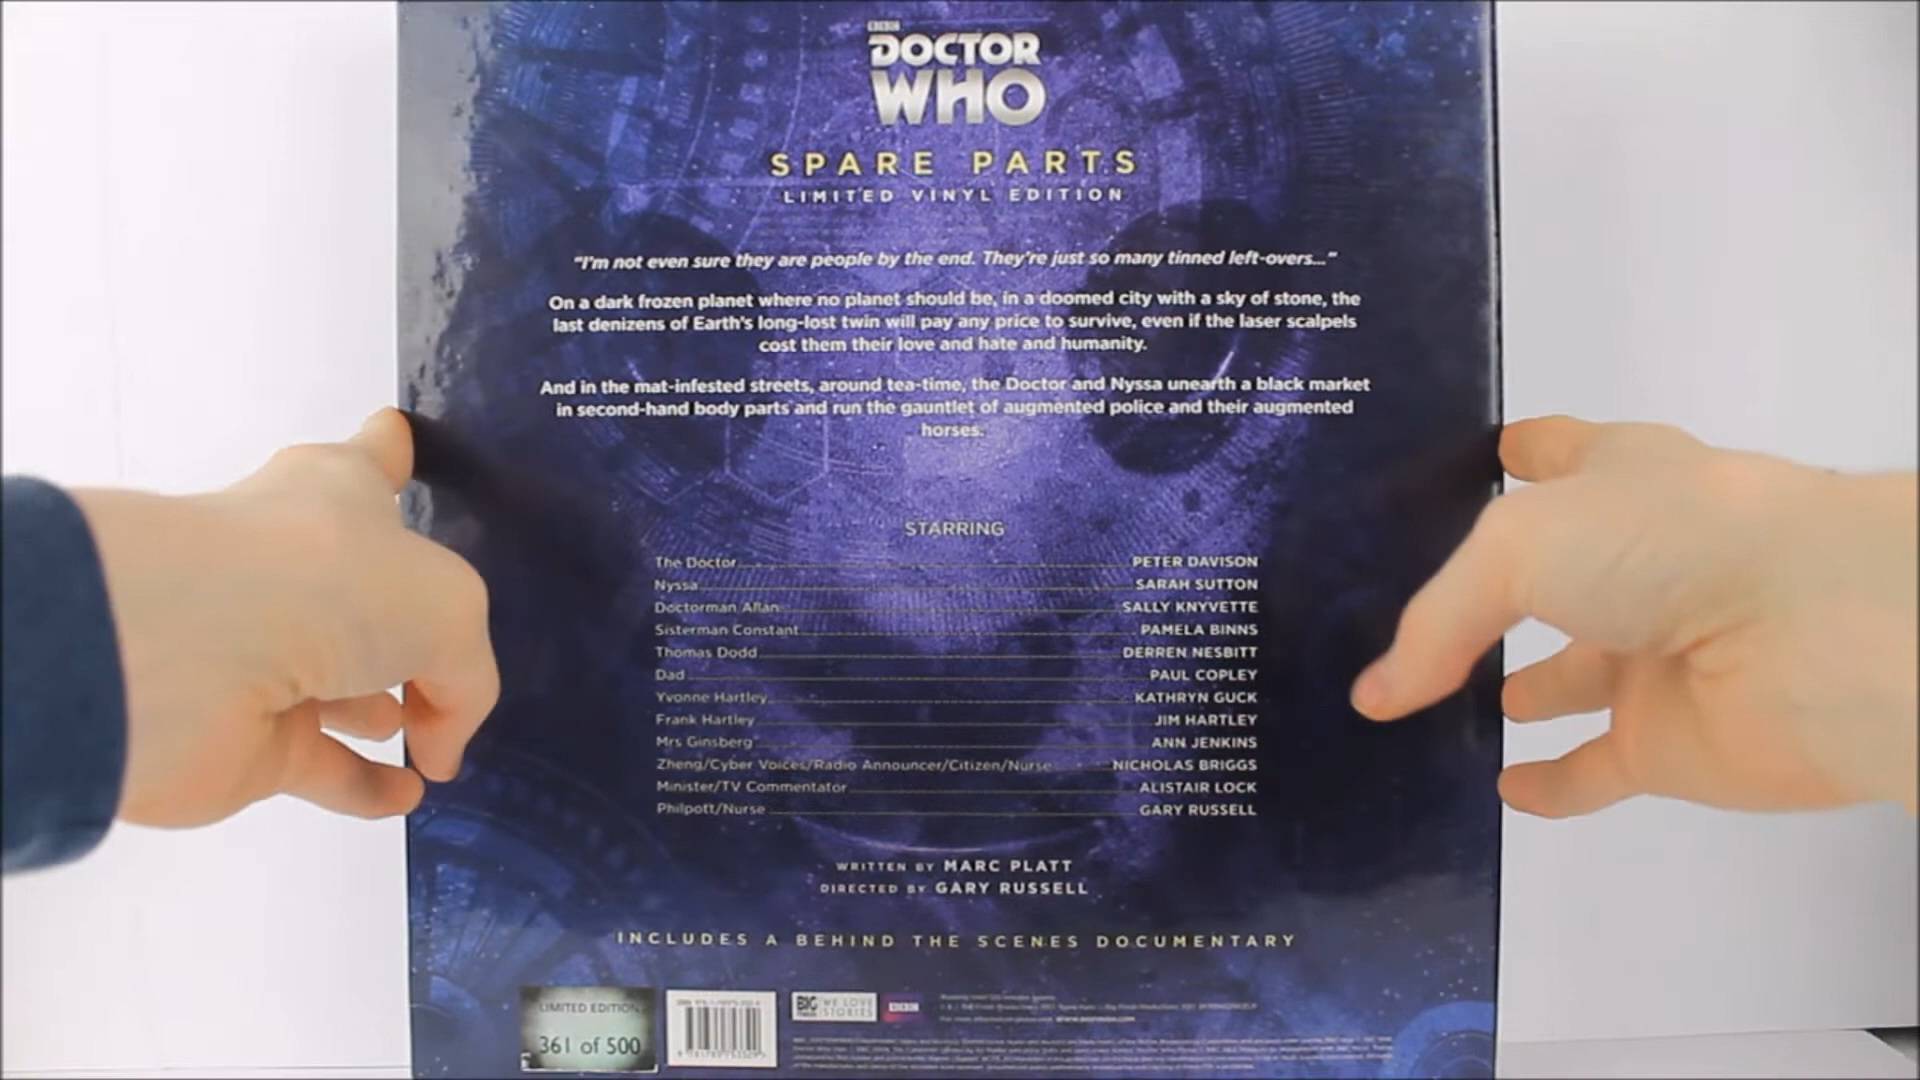 BBC
DOCTOR
WHO
SPARE PARTS
LIMITED VINYL EDITION
"I'm not even sure they are people by the end. They're just so many tinned left-overs..."
On a dark frozen planet where no planet should be, in a doomed city with a sky of stone, the
last denizens of Earth's long-lost twin will pay any price to survive, even if the laser scalpels
cost them their love and hate and humanity.
And in the mat-infested streets, around tea-time, the Doctor and Nyssa unearth a black market
in second-hand body parts and run the gauntlet of augmented police and their augmented
horses.
STARRING
The Doctor PETER DAVISON
Nyssa SARAH SUTTON
Doctorman Allan SALLY KNYVETTE
Sisterman Constant PAMELA BINNS
Thomas Dodd DERREN NESBITT
Dad PAUL COPLEY
Yvonne Hartley KATHRYN GUCK
Frank Hartley JIM HARTLEY
Mrs Ginsberg ANN JENKINS
Zheng/Cyber Voices/Radio Announcer/Citizen/Nurse NICHOLAS BRIGGS
Minister/TV Commentator ALISTAIR LOCK
Philpott/Nurse GARY RUSSELL
WRITTEN BY MARC PLATT
DIRECTED BY GARY RUSSELL
INCLUDES A BEHIND THE SCENES DOCUMENTARY
LIMITED EDITION
361 of 500
BIG WE LOVE
STORIES
BBC